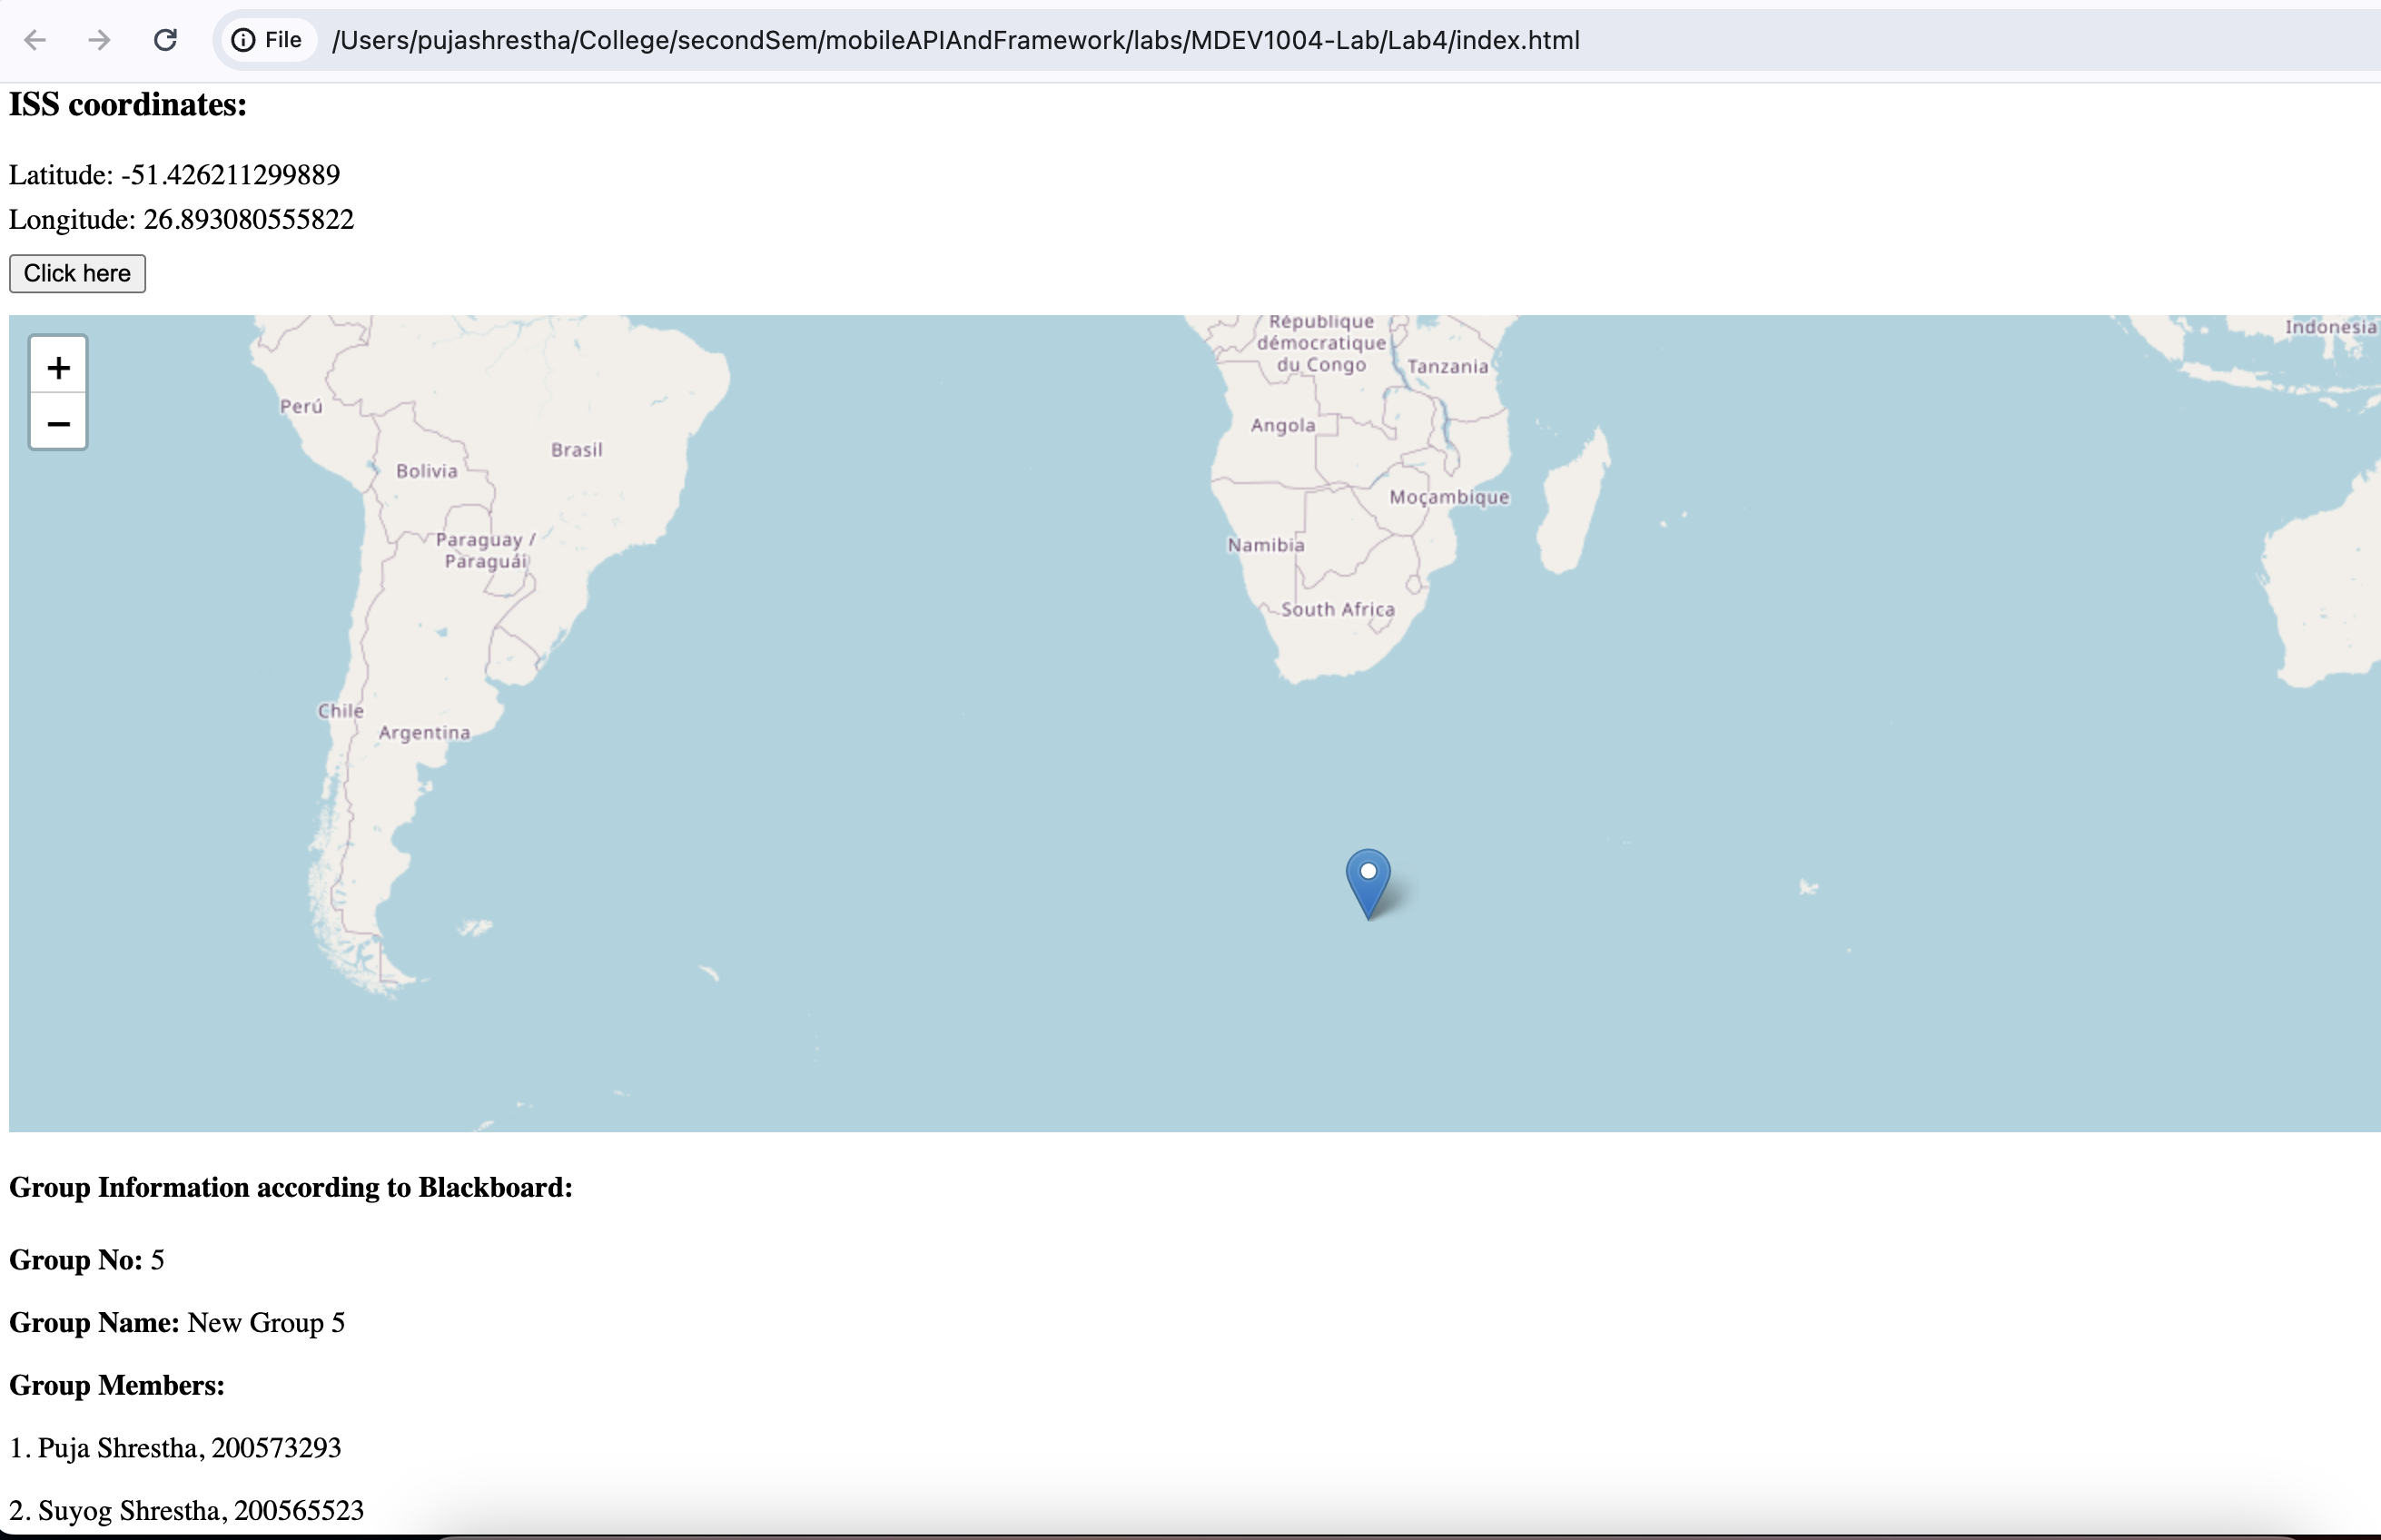 File /Users/pujashrestha/College/secondSem/mobileAPIAndFramework/labs/MDEV1004-Lab/Lab4/index.html
ISS coordinates:
Latitude: -51.426211299889
Longitude: 26.893080555822
Click here
+
−
République
démocratique
du Congo
Tanzania
Indonesia
Perú
Angola
Brasil
Bolivia
Moçambique
Paraguay /
Paraguái
Namibia
South Africa
Chile
Argentina
Group Information according to Blackboard:
Group No: 5
Group Name: New Group 5
Group Members:
1. Puja Shrestha, 200573293
2. Suyog Shrestha, 200565523